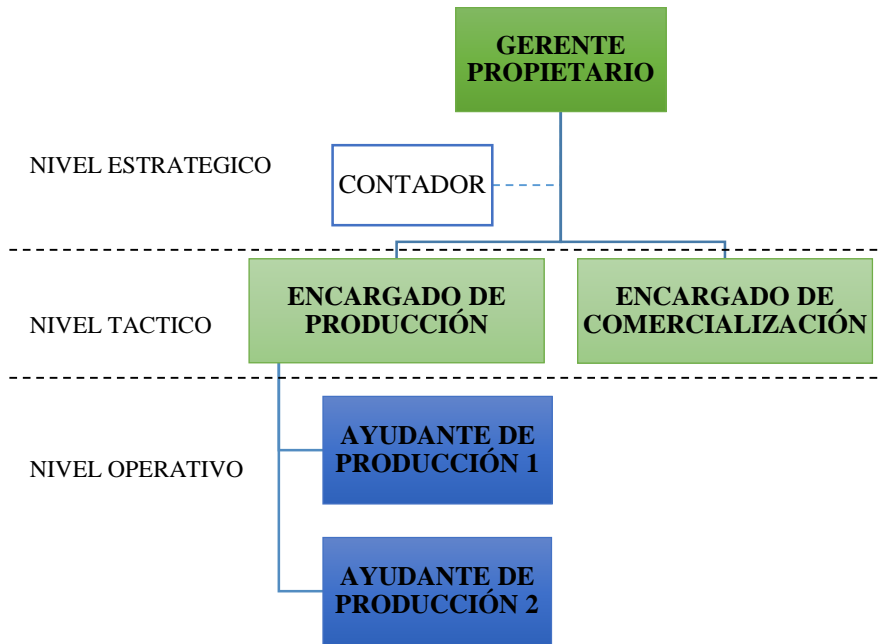 GERENTE
PROPIETARIO
NIVEL ESTRATEGICO
CONTADOR
ENCARGADO DE
PRODUCCIÓN
ENCARGADO DE
COMERCIALIZACIÓN
NIVEL TACTICO
AYUDANTE DE
PRODUCCIÓN 1
NIVEL OPERATIVO
AYUDANTE DE
PRODUCCIÓN 2